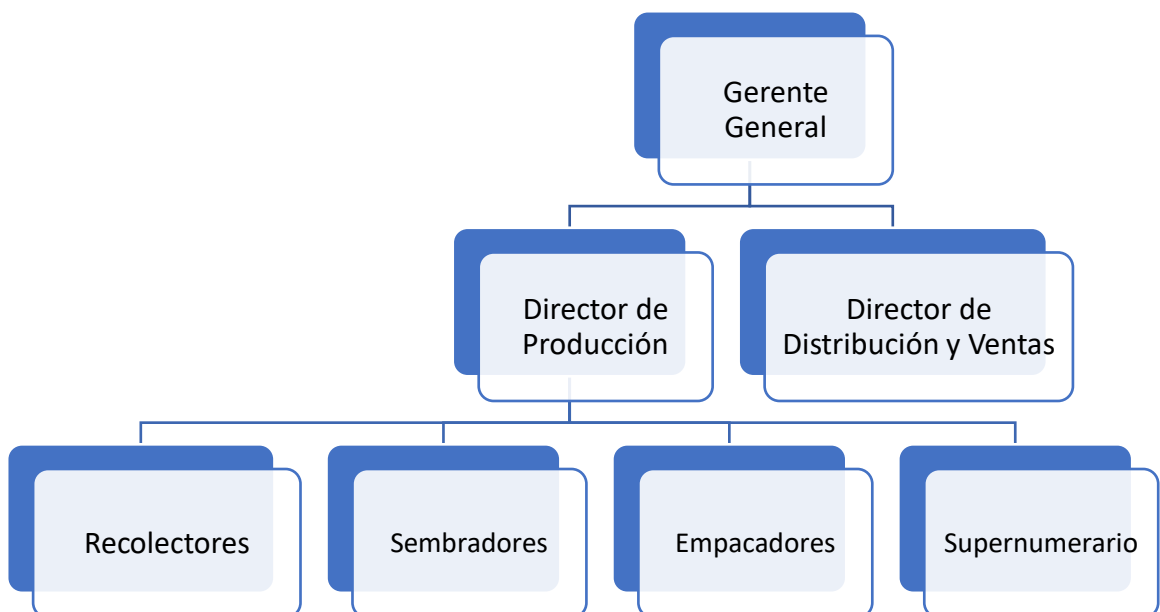 Gerente
General
Director de
Producción
Director de
Distribución y Ventas
Recolectores
Sembradores
Empacadores
Supernumerario